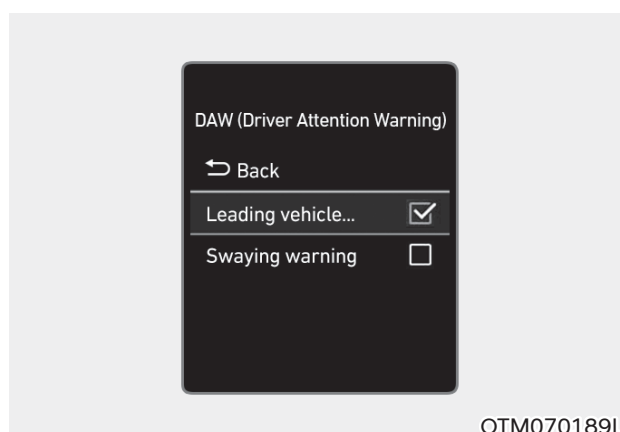 DAW (Driver Attention Warning)
Back
Leading vehicle...
Swaying warning
OTM070189L